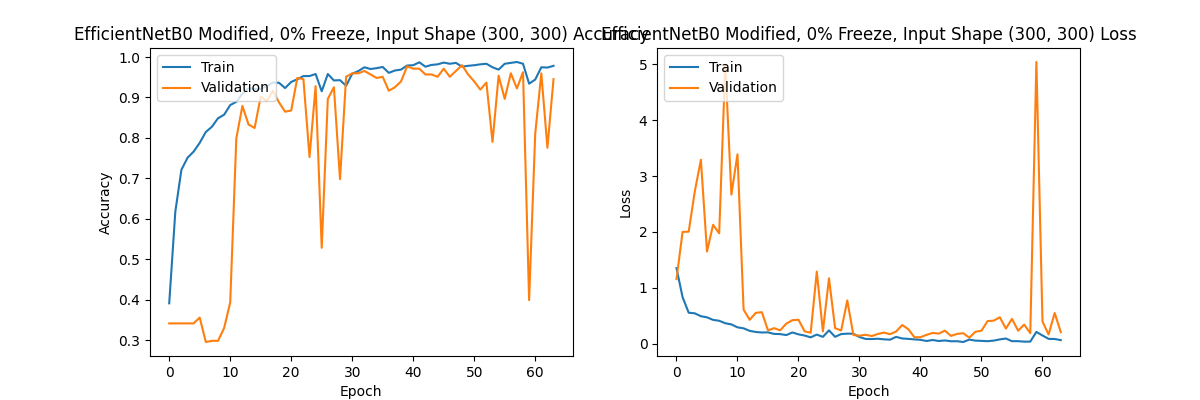 EfficientNetB0 Modified, 0% Freeze, Input Shape (300, 300) Accuracy
Train
Validation
1.0
0.9
0.8
0.7
0.6
0.5
0.4
0.3
Accuracy
0
10
20
30
40
50
60
Epoch
EfficientNetB0 Modified, 0% Freeze, Input Shape (300, 300) Loss
Train
Validation
5
4
3
2
1
0
Loss
0
10
20
30
40
50
60
Epoch